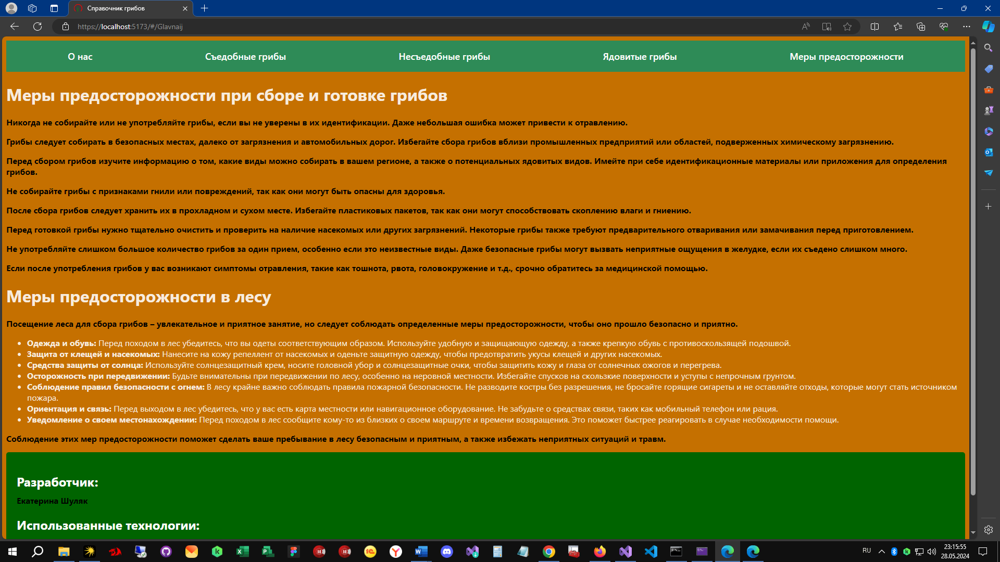 Справочник грибов
https://localhost:5173/#/Glavnaij
О нас
Съедобные грибы
Несъедобные грибы
Ядовитые грибы
Меры предосторожности
Меры предосторожности при сборе и готовке грибов
Никогда не собирайте или не употребляйте грибы, если вы не уверены в их идентификации. Даже небольшая ошибка может привести к отравлению.
Грибы следует собирать в безопасных местах, далеко от загрязнения и автомобильных дорог. Избегайте сбора грибов вблизи промышленных предприятий или областей, подверженных химическому загрязнению.
Перед сбором грибов изучите информацию о том, какие виды можно собирать в вашем регионе, а также о потенциальных ядовитых видов. Имейте при себе идентификационные материалы или приложения для определения
грибов.
Не собирайте грибы с признаками гнили или повреждений, так как они могут быть опасны для здоровья.
После сбора грибов следует хранить их в прохладном и сухом месте. Избегайте пластиковых пакетов, так как они могут способствовать скоплению влаги и гниению.
Перед готовкой грибы нужно тщательно очистить и проверить на наличие насекомых или других загрязнений. Некоторые грибы также требуют предварительного отваривания или замачивания перед приготовлением.
Не употребляйте слишком большое количество грибов за один прием, особенно если это неизвестные виды. Даже безопасные грибы могут вызвать неприятные ощущения в желудке, если их съедено слишком много.
Если после употребления грибов у вас возникают симптомы отравления, такие как тошнота, рвота, головокружение и т.д., срочно обратитесь за медицинской помощью.
Меры предосторожности в лесу
Посещение леса для сбора грибов – увлекательное и приятное занятие, но следует соблюдать определенные меры предосторожности, чтобы оно прошло безопасно и приятно.
• Одежда и обувь: Перед походом в лес убедитесь, что вы одеты соответствующим образом. Используйте удобную и защищающую одежду, а также крепкую обувь с противоскользящей подошвой.
• Защита от клещей и насекомых: Нанесите на кожу репеллент от насекомых и оденьте защитную одежду, чтобы предотвратить укусы клещей и других насекомых.
• Средства защиты от солнца: Используйте солнцезащитный крем, носите головной убор и солнцезащитные очки, чтобы защитить кожу и глаза от солнечных ожогов и перегрева.
• Осторожность при передвижении: Будьте внимательны при передвижении по лесу, особенно на неровной местности. Избегайте спусков на скользкие поверхности и уступы с непрочным грунтом.
• Соблюдение правил безопасности с огнем: В лесу крайне важно соблюдать правила пожарной безопасности. Не разводите костры без разрешения, не бросайте горящие сигареты и не оставляйте отходы, которые могут стать источником
пожара.
• Ориентация и связь: Перед выходом в лес убедитесь, что у вас есть карта местности или навигационное оборудование. Не забудьте о средствах связи, таких как мобильный телефон или рация.
• Уведомление о своем местонахождении: Перед походом в лес сообщите кому-то из близких о своем маршруте и времени возвращения. Это поможет быстрее реагировать в случае необходимости помощи.
Соблюдение этих мер предосторожности поможет сделать ваше пребывание в лесу безопасным и приятным, а также избежать неприятных ситуаций и травм.
Разработчик:
Екатерина Шуляк
Использованные технологии:
RU
23:15:55
28.05.2024